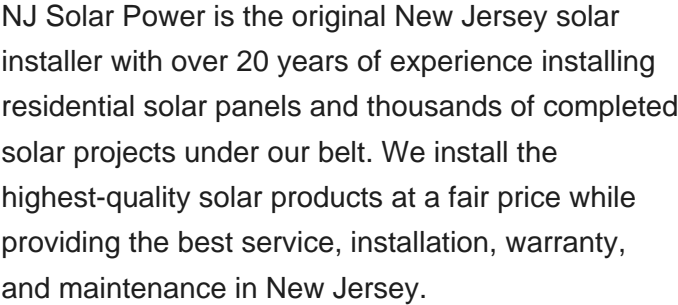 NJ Solar Power is the original New Jersey solar
installer with over 20 years of experience installing
residential solar panels and thousands of completed
solar projects under our belt. We install the
highest-quality solar products at a fair price while
providing the best service, installation, warranty,
and maintenance in New Jersey.